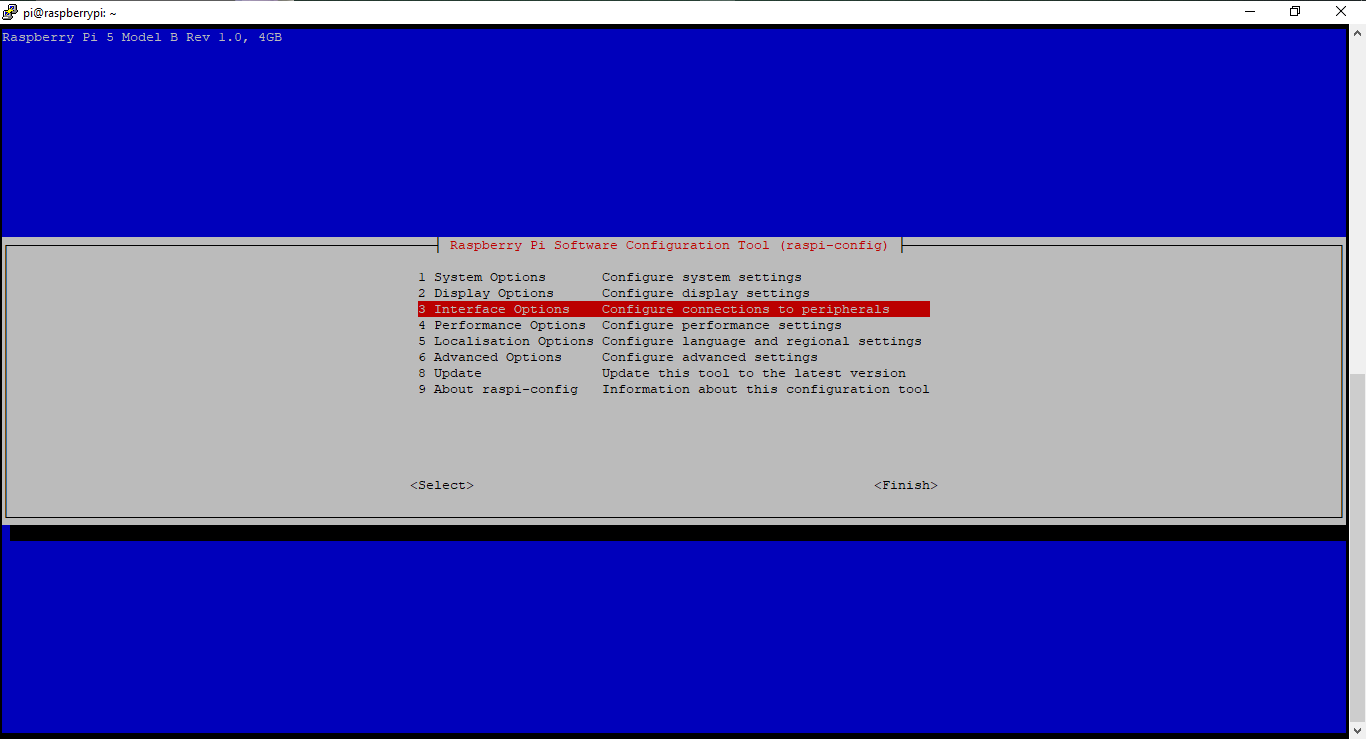 pi@raspberrypi: ~
Raspberry Pi 5 Model B Rev 1.0, 4GB
Raspberry Pi Software Configuration Tool (raspi-config)
1 System Options Configure system settings
2 Display Options Configure display settings
3 Interface Options Configure connections to peripherals
4 Performance Options Configure performance settings
5 Localisation Options Configure language and regional settings
6 Advanced Options Configure advanced settings
8 Update Update this tool to the latest version
9 About raspi-config Information about this configuration tool
<Select> <Finish>